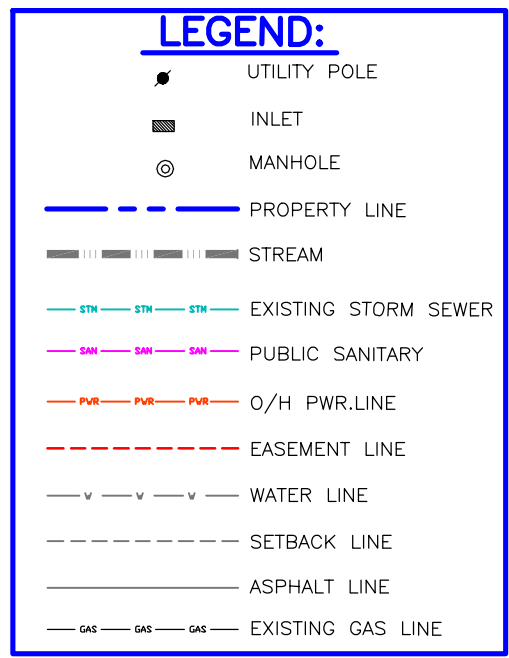 LEGEND:
UTILITY POLE
INLET
MANHOLE
PROPERTY LINE
STREAM
STM STM STM EXISTING STORM SEWER
SAN SAN SAN PUBLIC SANITARY
PWR PWR PWR O/H PWR.LINE
EASEMENT LINE
W W W WATER LINE
SETBACK LINE
ASPHALT LINE
GAS GAS GAS EXISTING GAS LINE